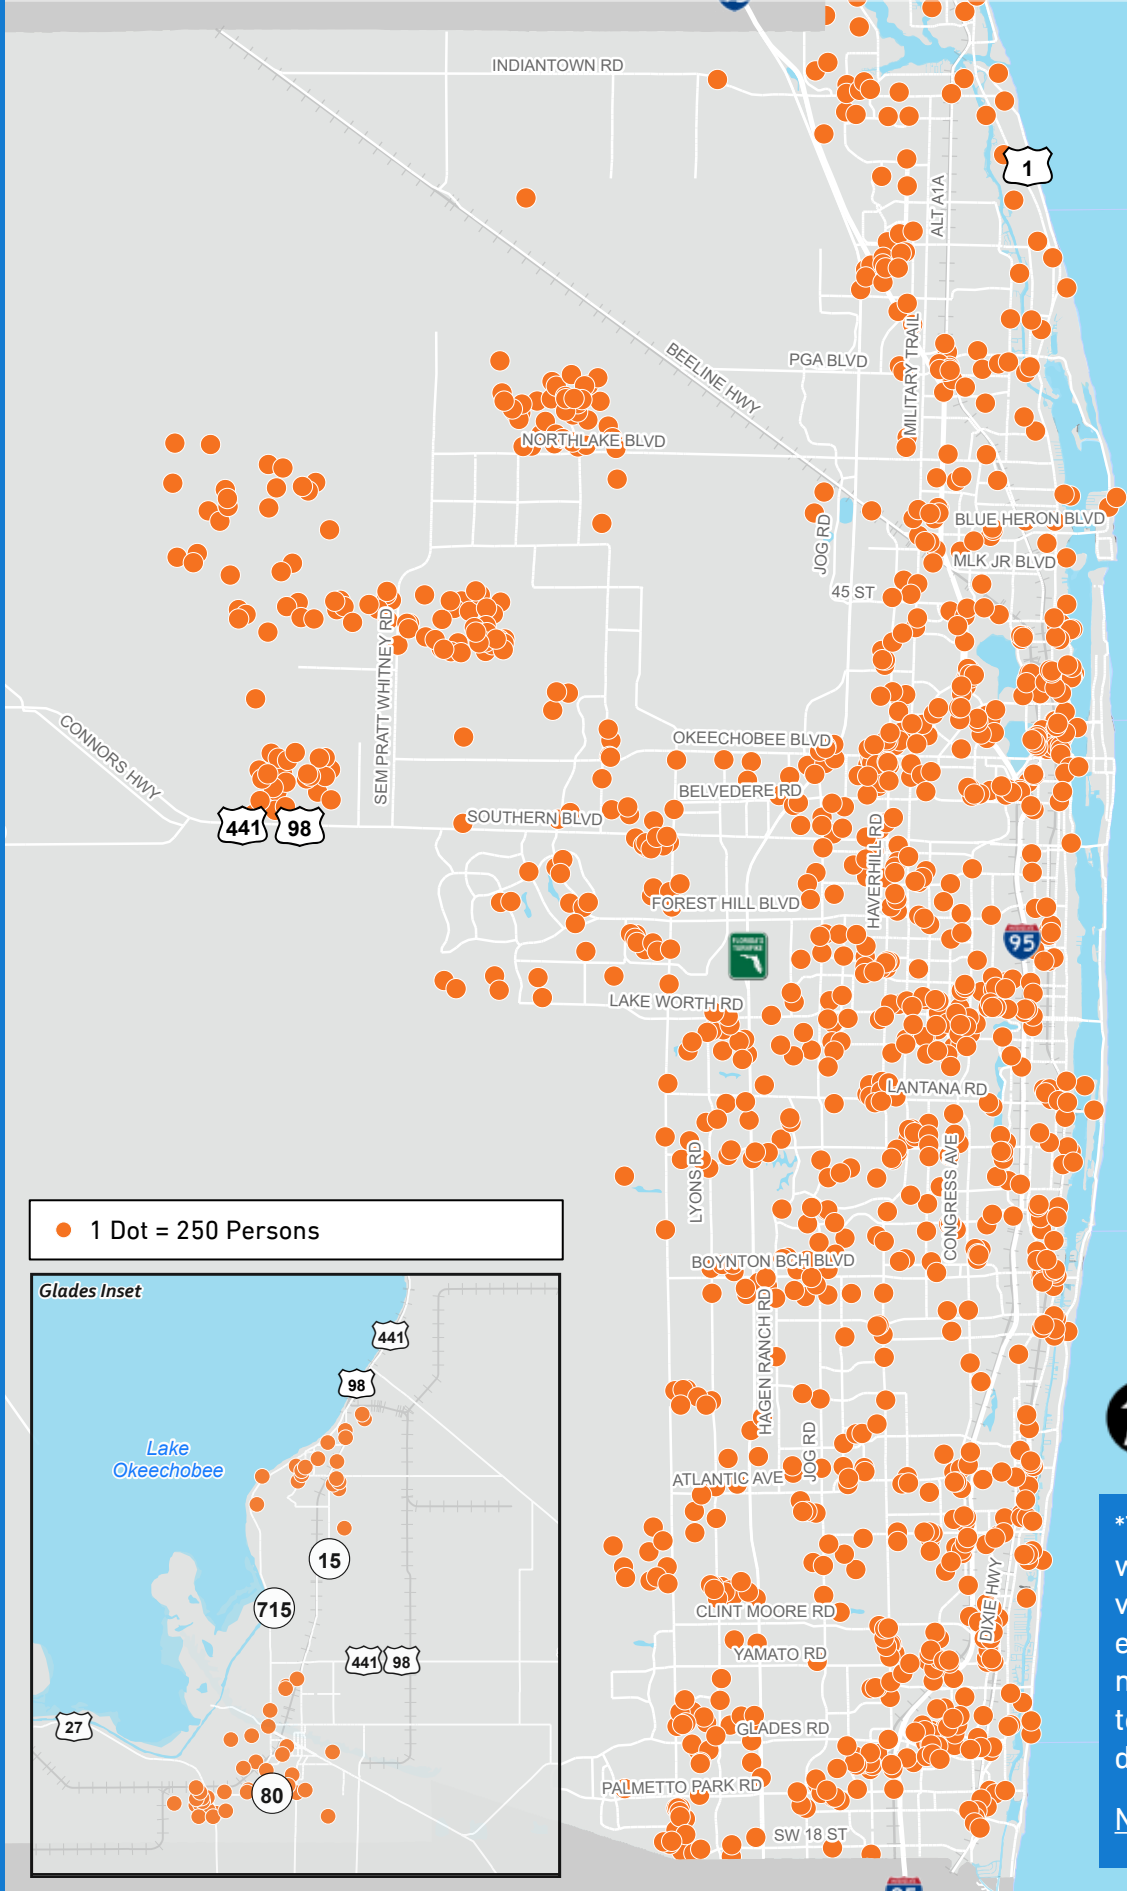 INDIANTOWN RD
1
ALT A1A
BEELINE HWY
PGA BLVD
MILITARY TRAIL
NORTHLAKE BLVD
JOG RD
BLUE HERON BLVD
MLK JR BLVD
45 ST
SEM PRATT WHITNEY RD
CONNORS HWY
OKEECHOBEE BLVD
BELVEDERE RD
441 98
SOUTHERN BLVD
HAVERHILL RD
FOREST HILL BLVD
95
FLORIDA'S
TURNPIKE
LAKE WORTH RD
LANTANA RD
LYONS RD
CONGRESS AVE
1 Dot = 250 Persons
BOYNTON BCH BLVD
HAGEN RANCH RD
JOG RD
ATLANTIC AVE
CLINT MOORE RD
DIXIE HWY
YAMATO RD
GLADES RD
PALMETTO PARK RD
SW 18 ST
Glades Inset
441
98
Lake
Okeechobee
15
715
441 98
27
80